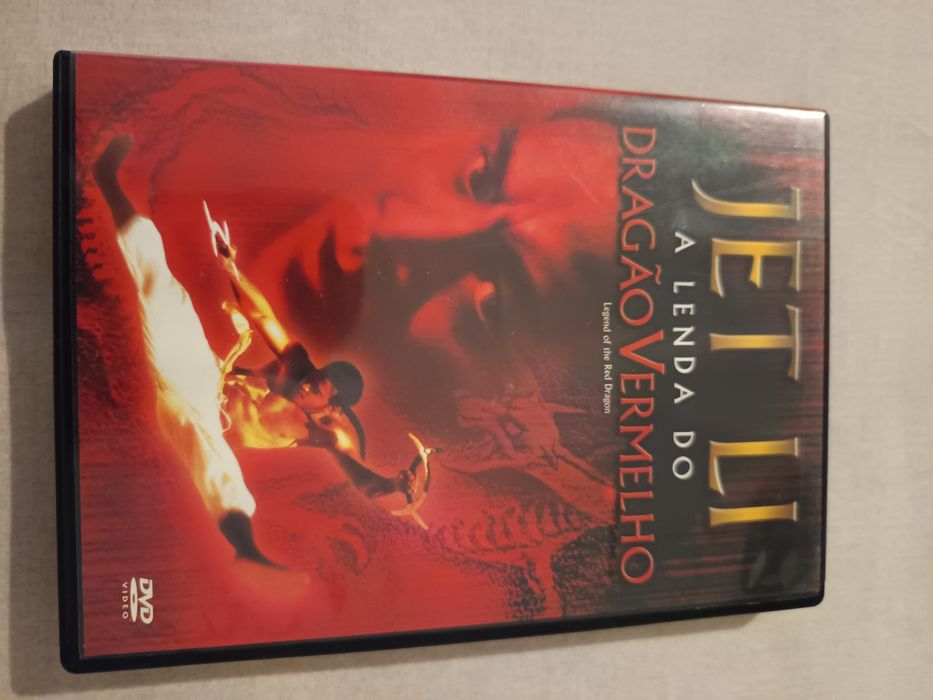 JET LI
A LENDA DO
DRAGÃO VERMELHO
Legend of the Red Dragon
DVD
VIDEO